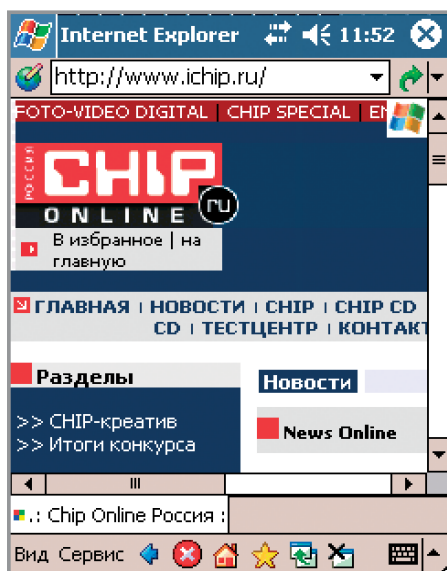 Internet Explorer 11:52
http://www.ichip.ru/
FOTO-VIDEO DIGITAL | CHIP SPECIAL | EN
РОССИЯ
CHIP
ONLINE ru
В избранное | на
главную
ГЛАВНАЯ | НОВОСТИ | CHIP | CHIP CD
CD | ТЕСТЦЕНТР | КОНТАКТ
Разделы
Новости
>> CHIP-креатив
>> Итоги конкурса
News Online
.: Chip Online Россия :
Вид Сервис